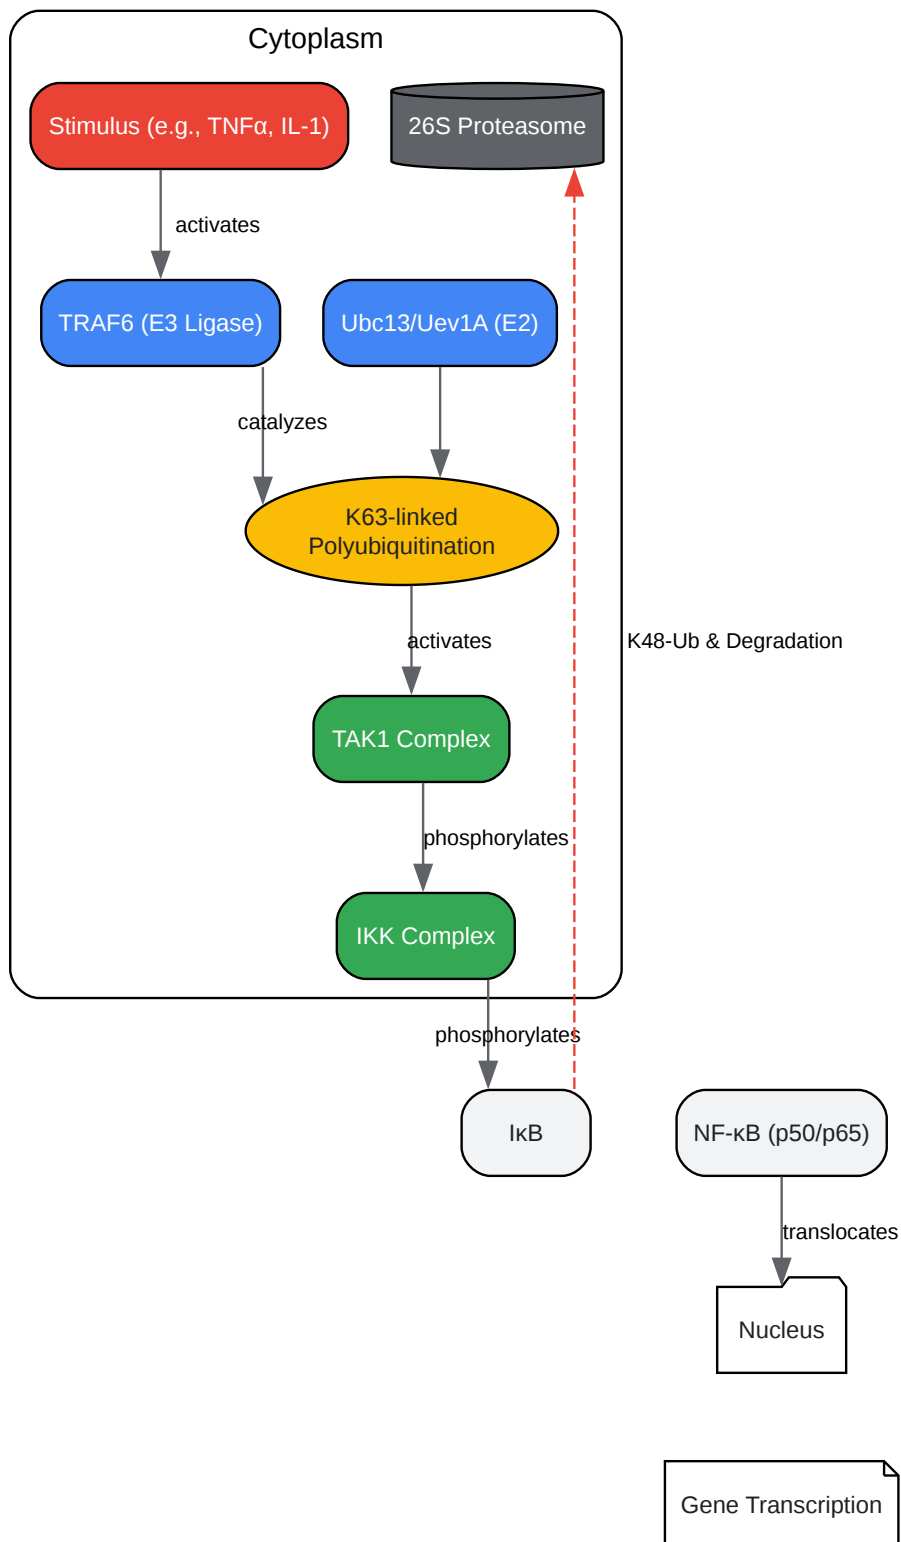 Cytoplasm
Stimulus (e.g., TNFα, IL-1)
26S Proteasome
activates
TRAF6 (E3 Ligase)
Ubc13/Uev1A (E2)
catalyzes
K63-linked
Polyubiquitination
activates
K48-Ub & Degradation
TAK1 Complex
phosphorylates
IKK Complex
phosphorylates
IκB
NF-κB (p50/p65)
translocates
Nucleus
Gene Transcription